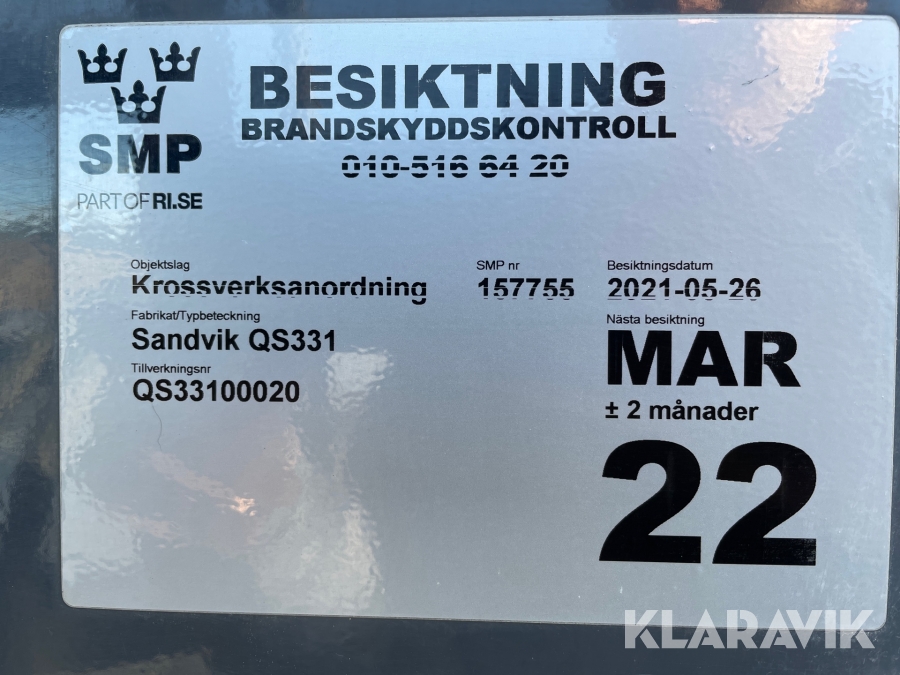 BESIKTNING
BRANDSKYDDSKONTROLL
010-516 64 20
SMP
PART OF RI.SE
Objektslag
Krossverksanordning
SMP nr
157755
Besiktningsdatum
2021-05-26
Fabrikat/Typbeteckning
Sandvik QS331
Tillverkningsnr
QS33100020
Nästa besiktning
MAR
± 2 månader
22
KLARAVIK